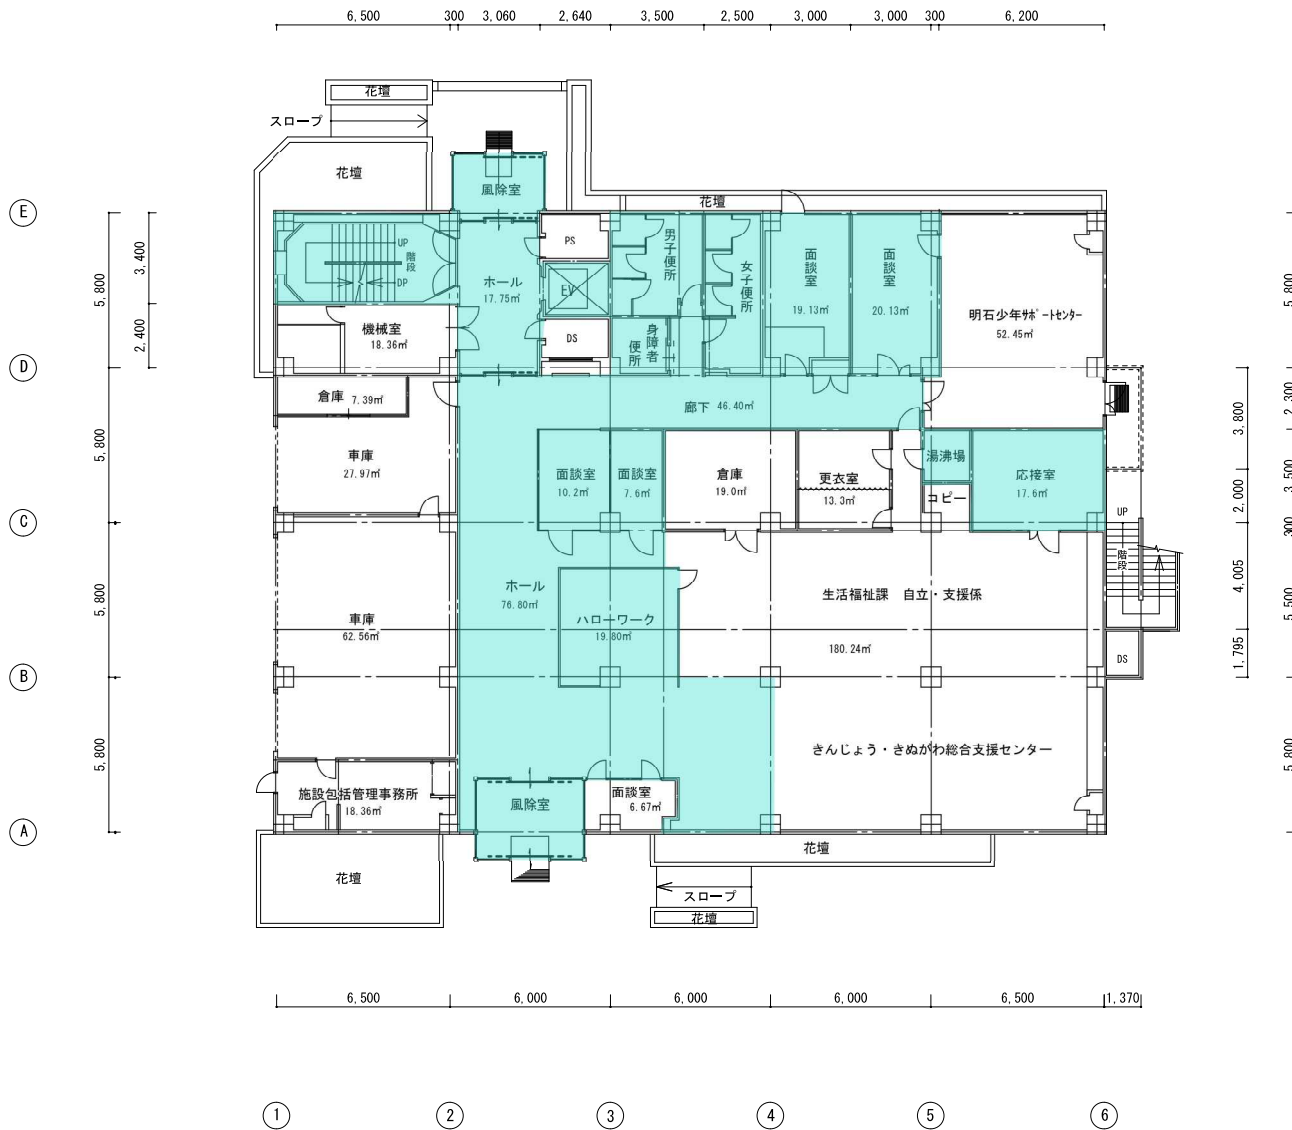 6,500 300 3,060 2,640 3,500 2,500 3,000 3,000 300 6,200
花壇
スロープ
花壇
風除室
花壇
E
PS
男子便所
女子便所
面談室
面談室
UP
階段
DP
ホール
17.75㎡
EV
19.13㎡
20.13㎡
明石少年サポートセンター
52.45㎡
5,800
3,400
5,800
機械室
18.36㎡
DS
身障者便所
2,400
D
倉庫 7.39㎡
廊下 46.40㎡
3,800
2,300
車庫
27.97㎡
面談室
10.2㎡
面談室
7.6㎡
倉庫
19.0㎡
更衣室
13.3㎡
湯沸場
コピー
応接室
17.6㎡
5,800
2,000
3,500
C
UP
300
階段
ホール
76.80㎡
生活福祉課 自立・支援係
4,005
5,500
5,800
車庫
62.56㎡
ハローワーク
19.80㎡
180.24㎡
DS
1,795
B
きんじょう・きぬがわ総合支援センター
5,800
5,800
施設包括管理事務所
18.36㎡
風除室
面談室
6.67㎡
A
花壇
花壇
スロープ
花壇
6,500 6,000 6,000 6,000 6,500 1,370
1 2 3 4 5 6